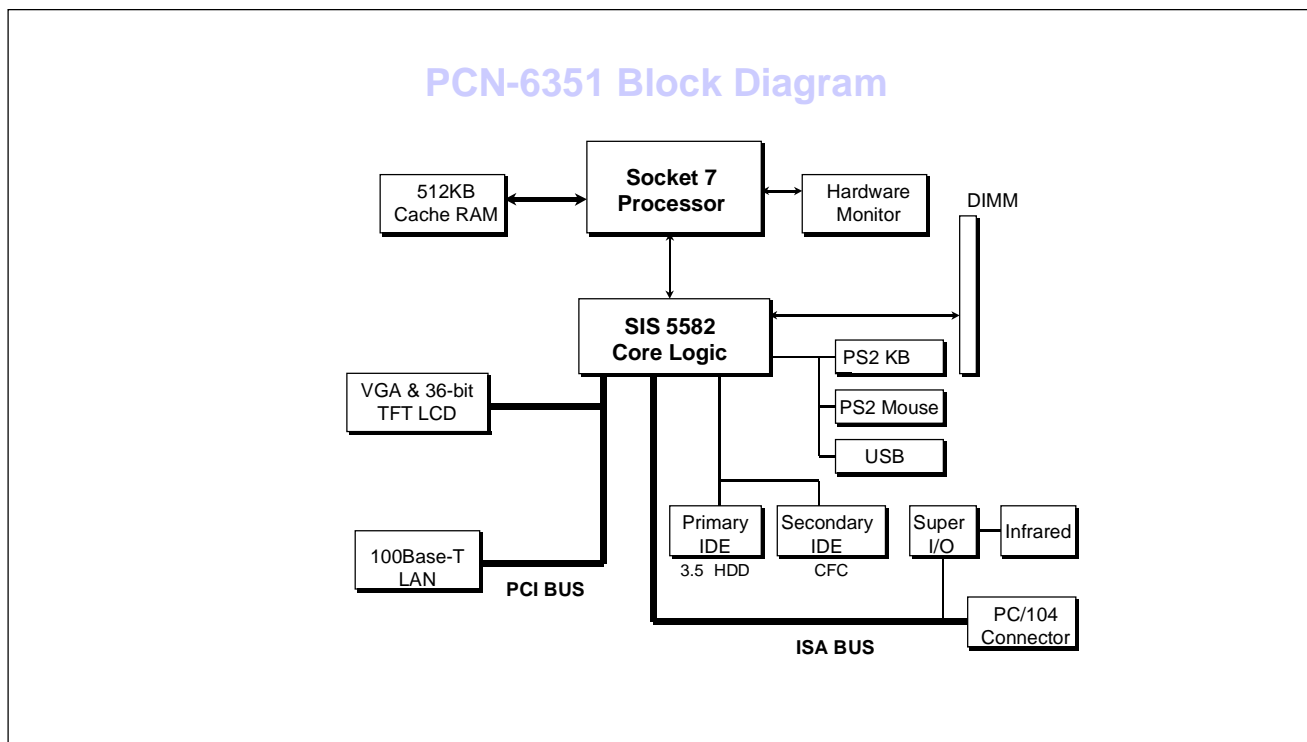 PCN-6351 Block Diagram
Socket 7
Processor
512KB
Cache RAM
Hardware
Monitor
DIMM
SIS 5582
Core Logic
PS2 KB
VGA & 36-bit
TFT LCD
PS2 Mouse
USB
Primary
IDE
3.5 HDD
Secondary
IDE
CFC
Super
I/O
Infrared
100Base-T
LAN
PCI BUS
PC/104
Connector
ISA BUS